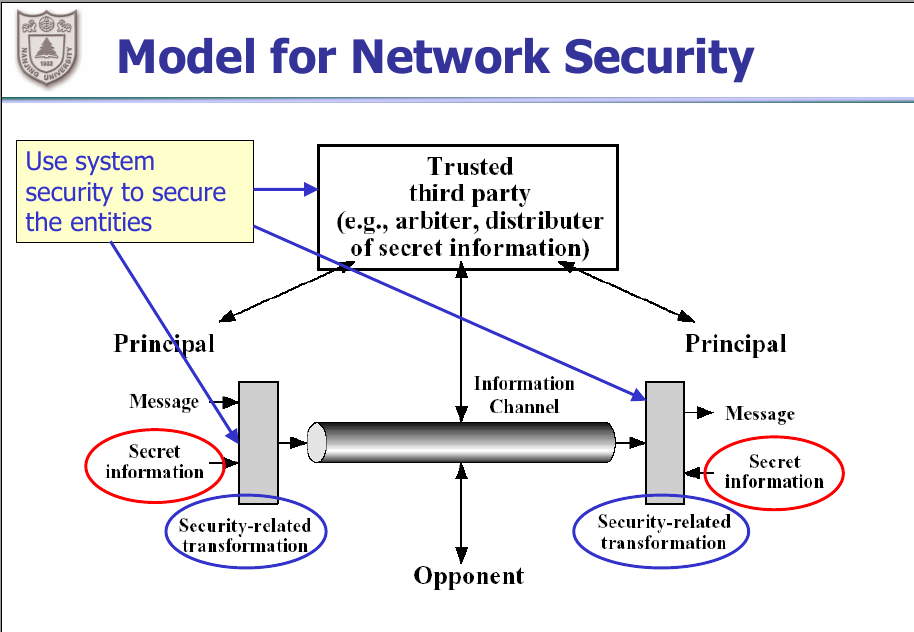 NANJING UNIVERSITY
1902
Model for Network Security
Use system
security to secure
the entities
Trusted
third party
(e.g., arbiter, distributer
of secret information)
Principal
Principal
Information
Channel
Message
Message
Secret
information
Secret
information
Security-related
transformation
Security-related
transformation
Opponent